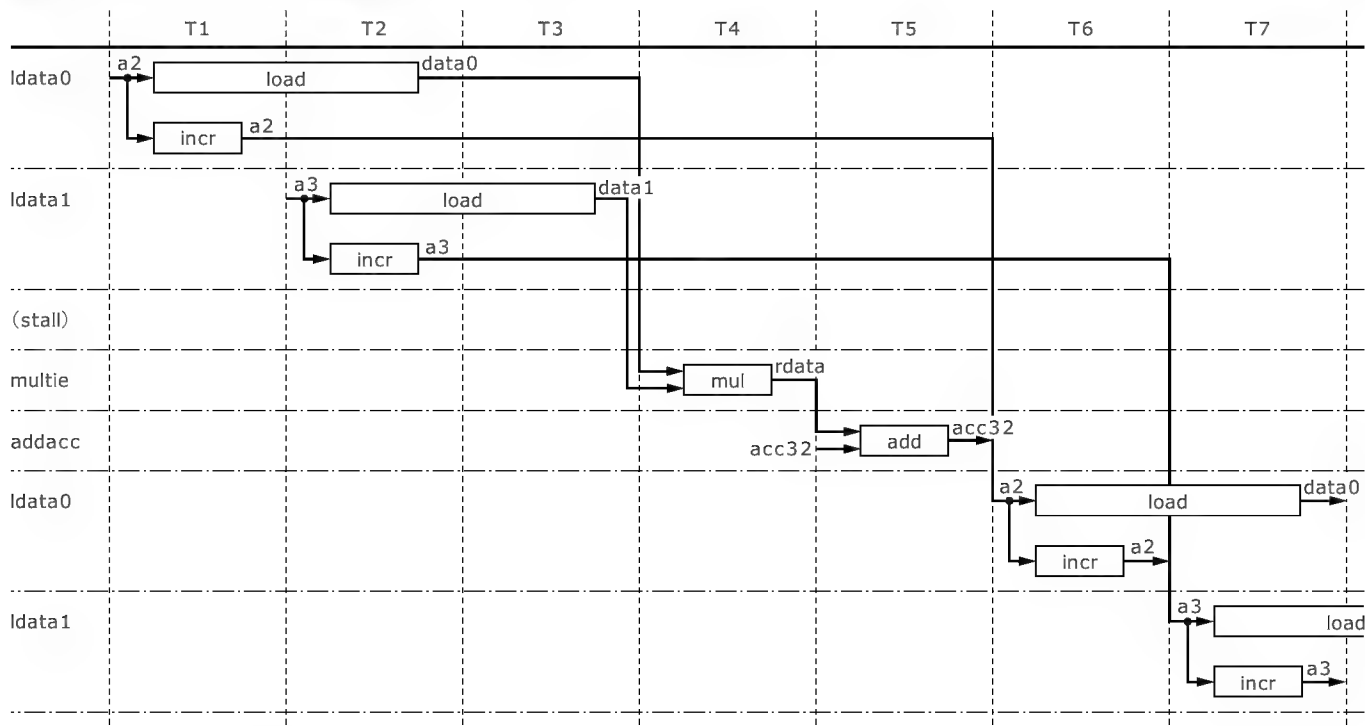 T1 T2 T3 T4 T5 T6 T7
ldata0 a2 load data0
incr a2
ldata1 a3 load data1
incr a3
(stall)
multie mul rdata
addacc acc32 add acc32
ldata0 a2 load data0
incr a2
ldata1 a3 load
incr a3